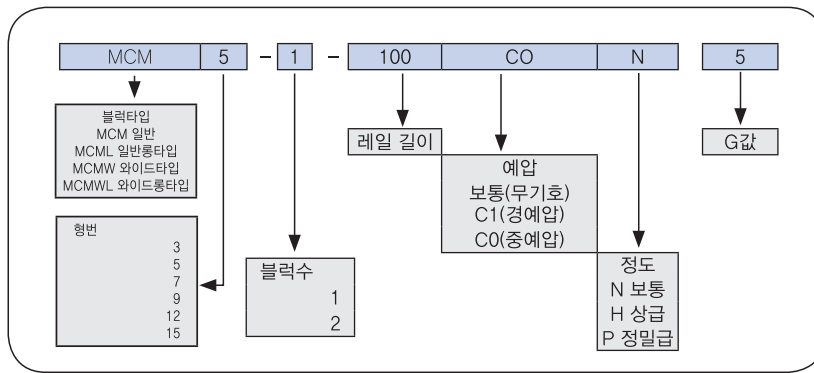 MCM 5 - 1 - 100 CO N 5
블럭타입
MCM 일반
MCML 일반롱타입
MCMW 와이드타입
MCMWL 와이드롱타입
형번
3
5
7
9
12
15
블럭수
1
2
레일 길이
예압
보통(무기호)
C1(경예압)
C0(중예압)
정도
N 보통
H 상급
P 정밀급
G값